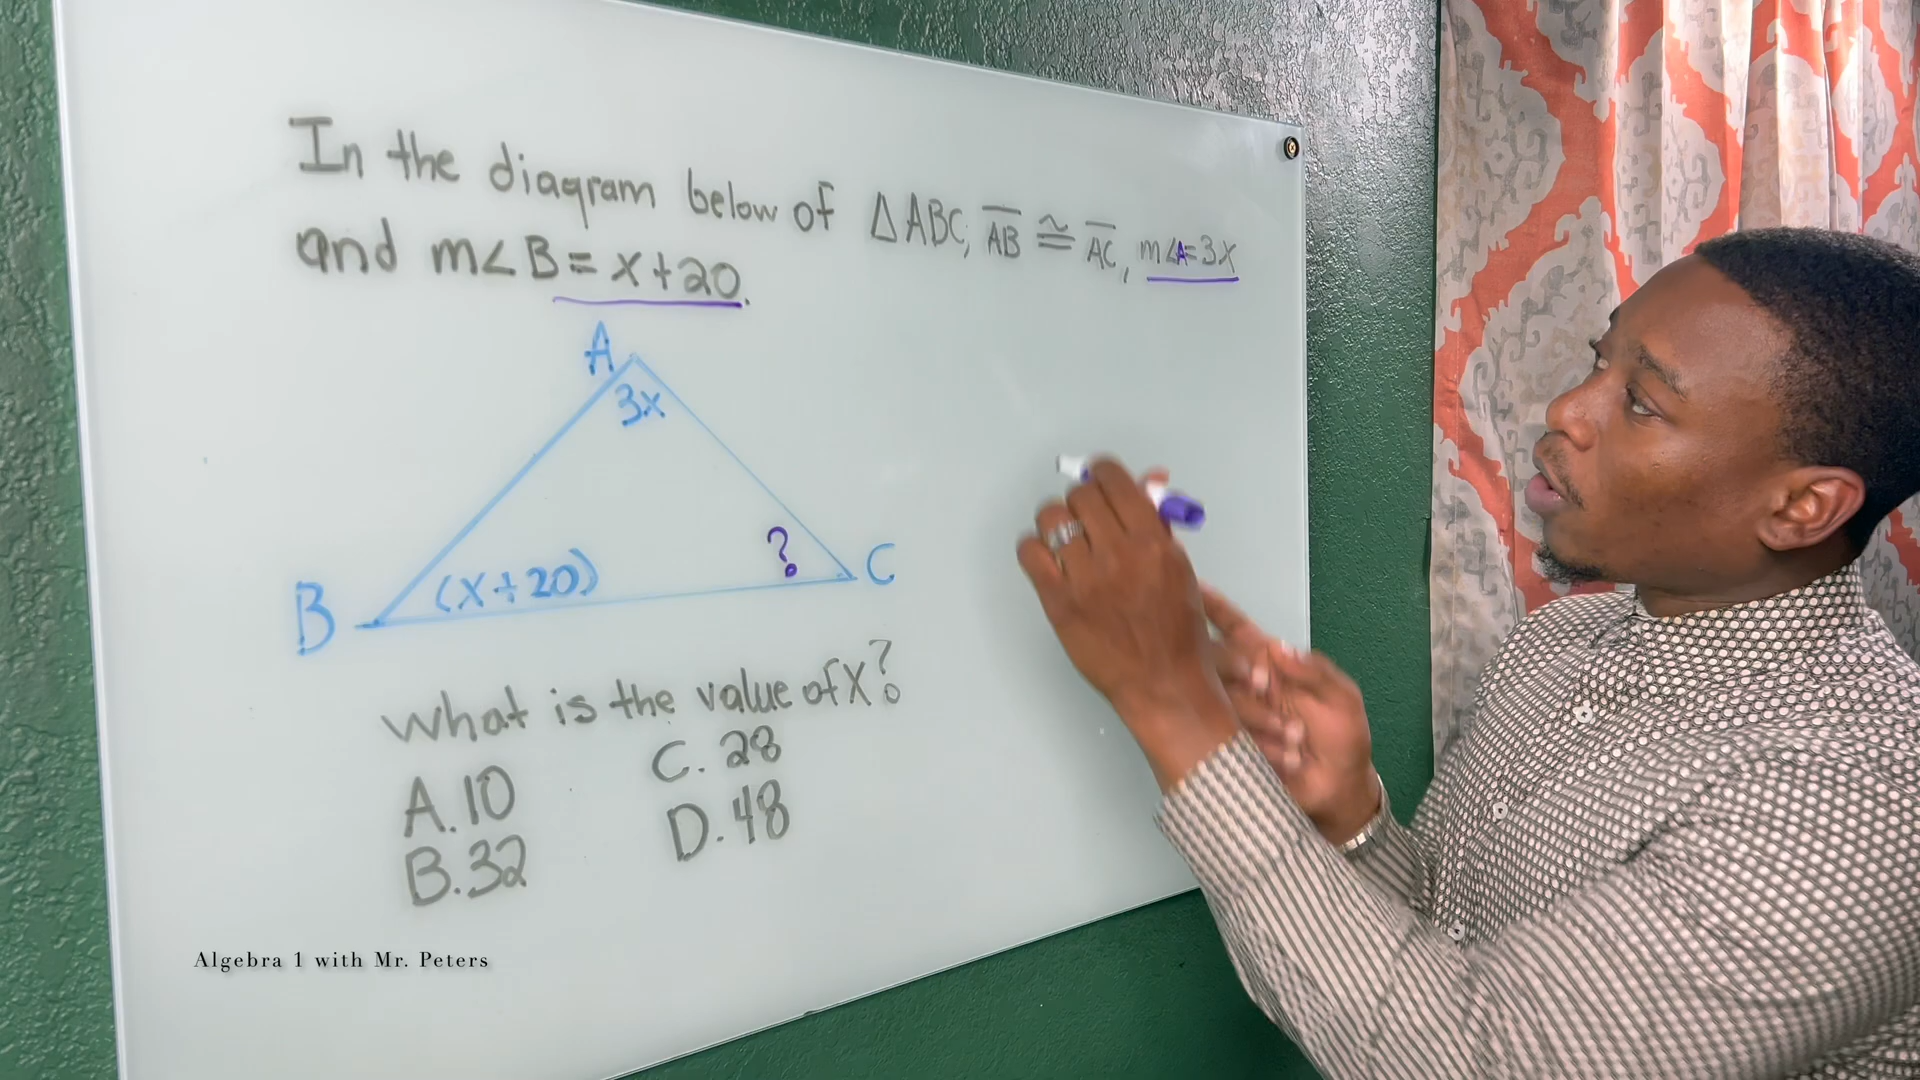 In the diagram below of △ABC, AB ≅ AC, m∠A=3x
and m∠B = x+20.
A
3x
?
C
B
(x+20)
What is the value of x?
A. 10
C. 28
B. 32
D. 48
Algebra 1 with Mr. Peters